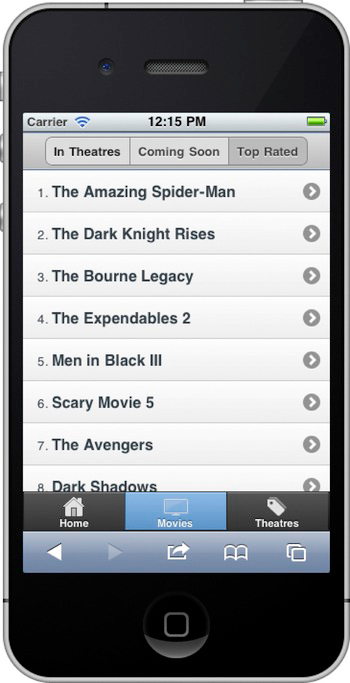 Carrier 12:15 PM
In Theatres Coming Soon Top Rated
1. The Amazing Spider-Man
2. The Dark Knight Rises
3. The Bourne Legacy
4. The Expendables 2
5. Men in Black III
6. Scary Movie 5
7. The Avengers
8 Dark Shadows
Home Movies Theatres